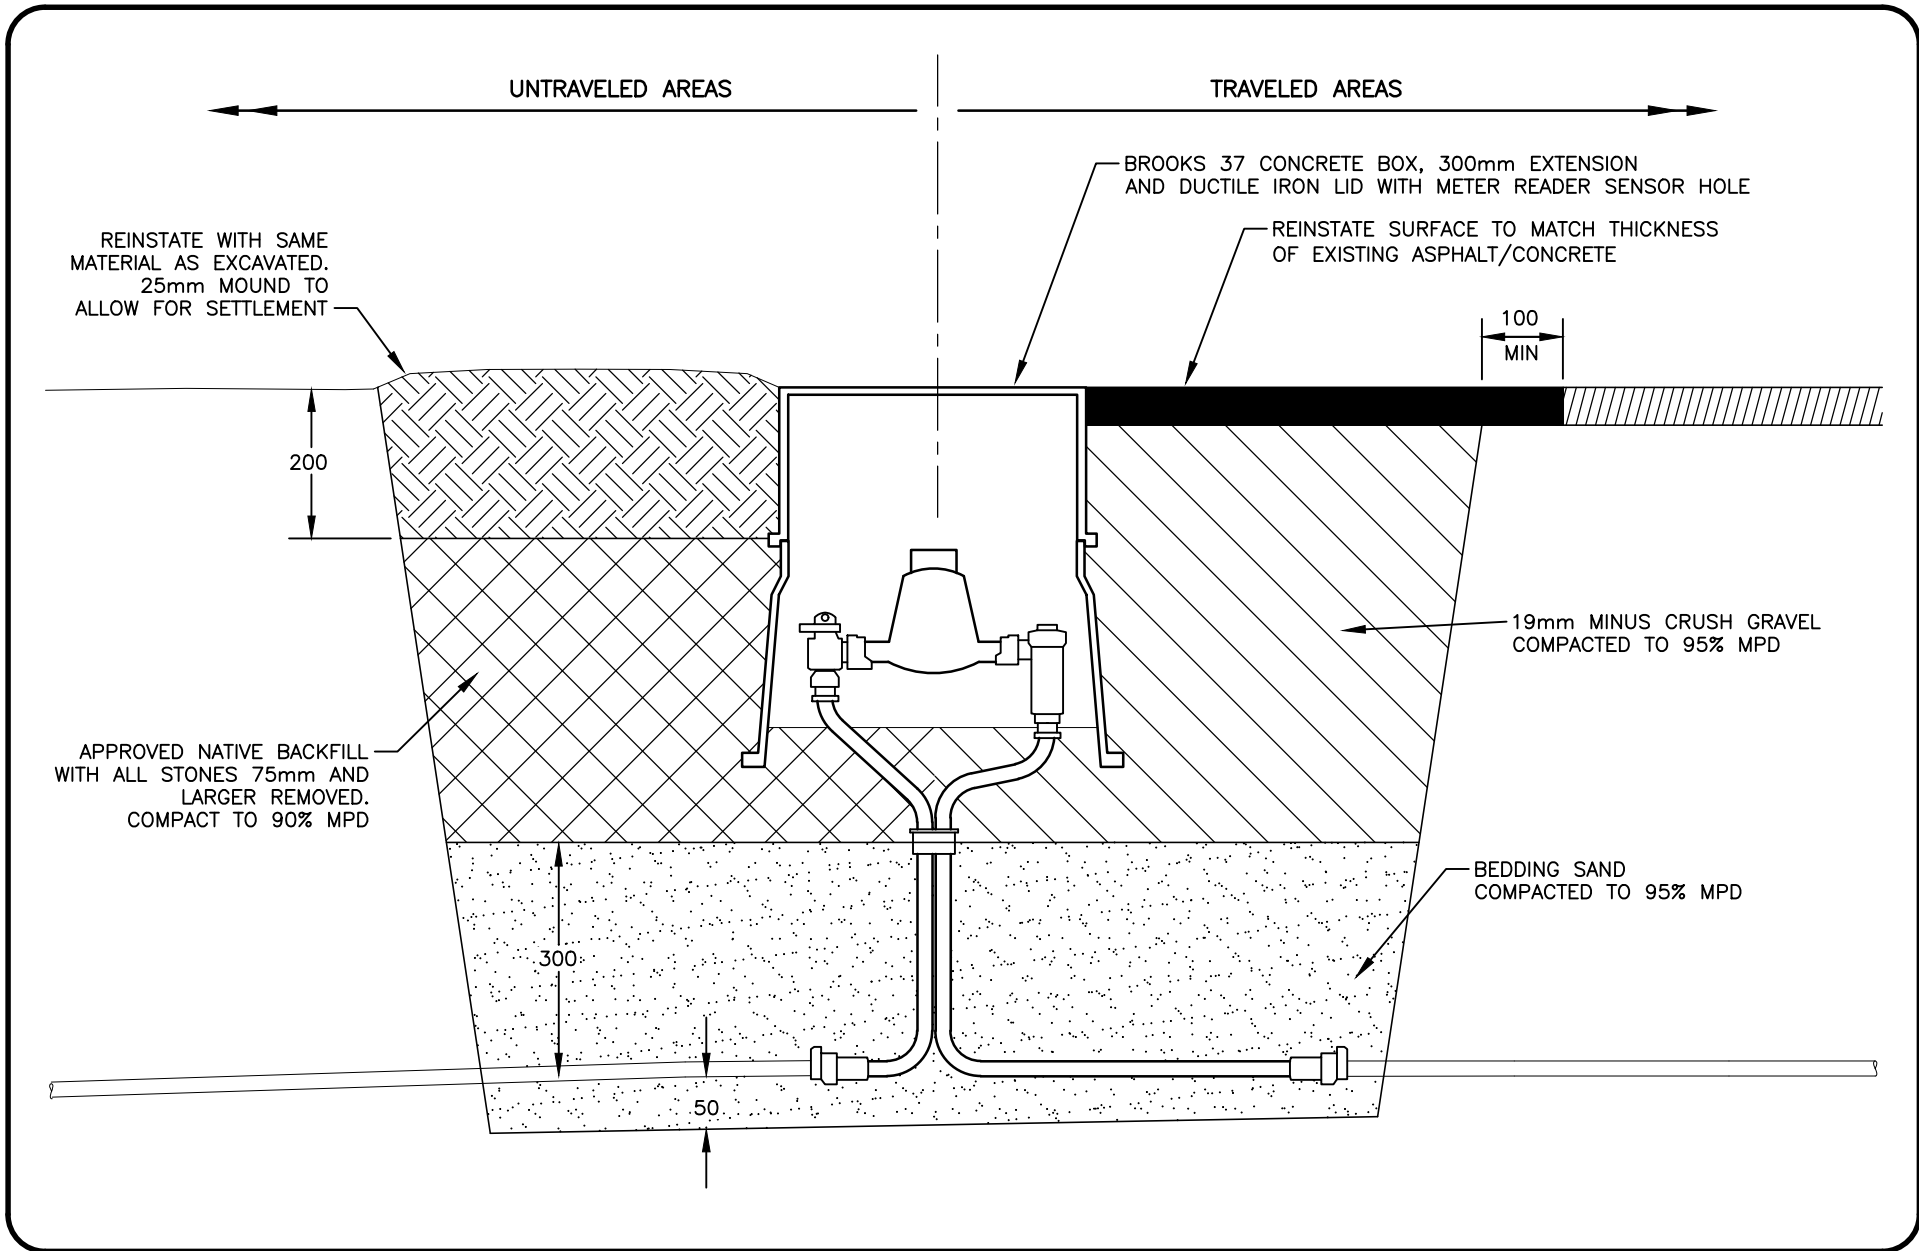 UNTRAVELED AREAS
TRAVELED AREAS
BROOKS 37 CONCRETE BOX, 300mm EXTENSION
AND DUCTILE IRON LID WITH METER READER SENSOR HOLE
REINSTATE SURFACE TO MATCH THICKNESS
OF EXISTING ASPHALT/CONCRETE
REINSTATE WITH SAME
MATERIAL AS EXCAVATED.
25mm MOUND TO
ALLOW FOR SETTLEMENT
100
MIN
200
19mm MINUS CRUSH GRAVEL
COMPACTED TO 95% MPD
APPROVED NATIVE BACKFILL
WITH ALL STONES 75mm AND
LARGER REMOVED.
COMPACT TO 90% MPD
BEDDING SAND
COMPACTED TO 95% MPD
300
50